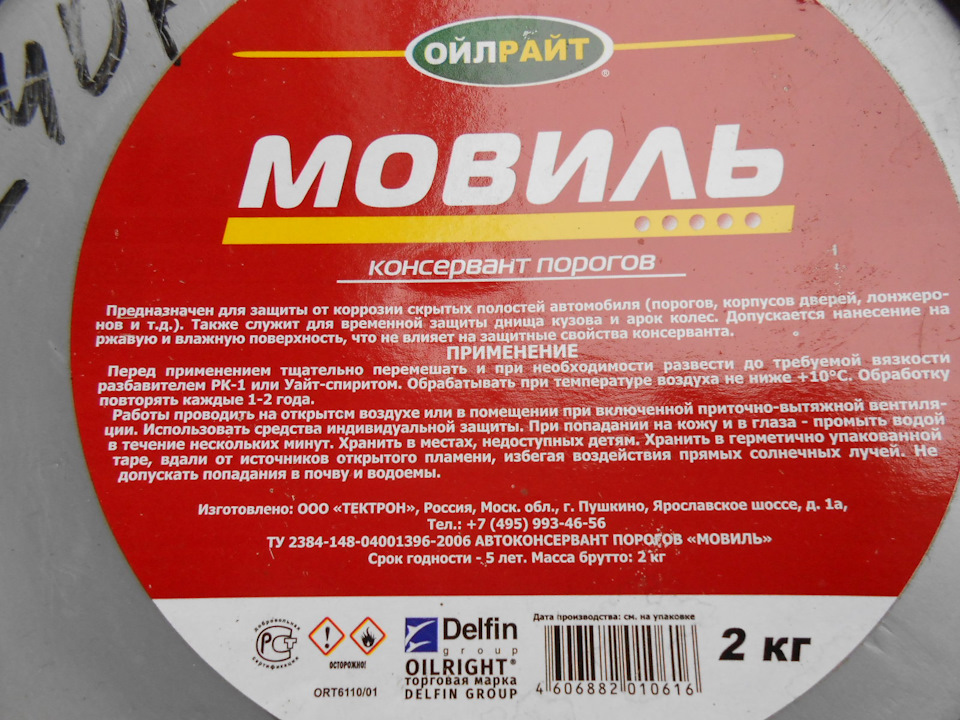 ОЙЛРАЙТ
®
МОВИЛЬ
консервант порогов
Предназначен для защиты от коррозии скрытых полостей автомобиля (порогов, корпусов дверей, лонжеро-
нов и т.д.). Также служит для временной защиты днища кузова и арок колес. Допускается нанесение на
ржавую и влажную поверхность, что не влияет на защитные свойства консерванта.
ПРИМЕНЕНИЕ
Перед применением тщательно перемешать и при необходимости развести до требуемой вязкости
разбавителем РК-1 или Уайт-спиритом. Обрабатывать при температуре воздуха не ниже +10°С. Обработку
повторять каждые 1-2 года.
Работы проводить на открытом воздухе или в помещении при включенной приточно-вытяжной вентиля-
ции. Использовать средства индивидуальной защиты. При попадании на кожу и в глаза - промыть водой
в течение нескольких минут. Хранить в местах, недоступных детям. Хранить в герметично упакованной
таре, вдали от источников открытого пламени, избегая воздействия прямых солнечных лучей. Не
допускать попадания в почву и водоемы.
Изготовлено: ООО «ТЕКТРОН», Россия, Моск. обл., г. Пушкино, Ярославское шоссе, д. 1а,
Тел.: +7 (495) 993-46-56
ТУ 2384-148-04001396-2006 АВТОКОНСЕРВАНТ ПОРОГОВ «МОВИЛЬ»
Срок годности - 5 лет. Масса брутто: 2 кг
Дата производства: см. на упаковке
добровольная
РСТ
сертификация
ОСТОРОЖНО!
ORT6110/01
Delfin
group
OILRIGHT®
торговая марка
DELFIN GROUP
4 606882 010616
2 кг